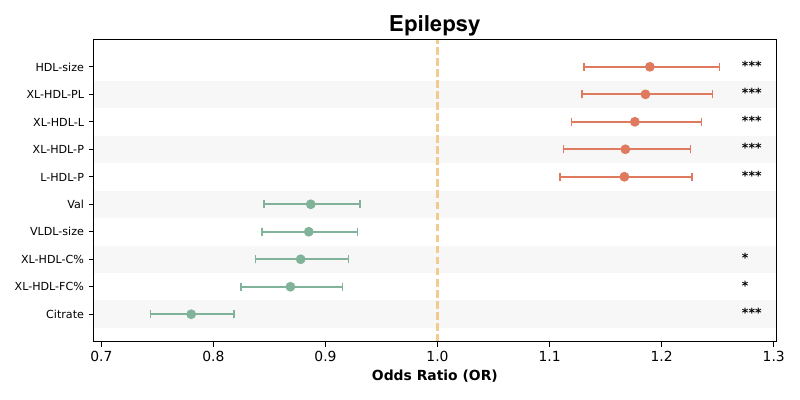 Epilepsy
HDL-size ***
XL-HDL-PL ***
XL-HDL-L ***
XL-HDL-P ***
L-HDL-P ***
Val
VLDL-size
XL-HDL-C% *
XL-HDL-FC% *
Citrate ***
0.7 0.8 0.9 1.0 1.1 1.2 1.3
Odds Ratio (OR)